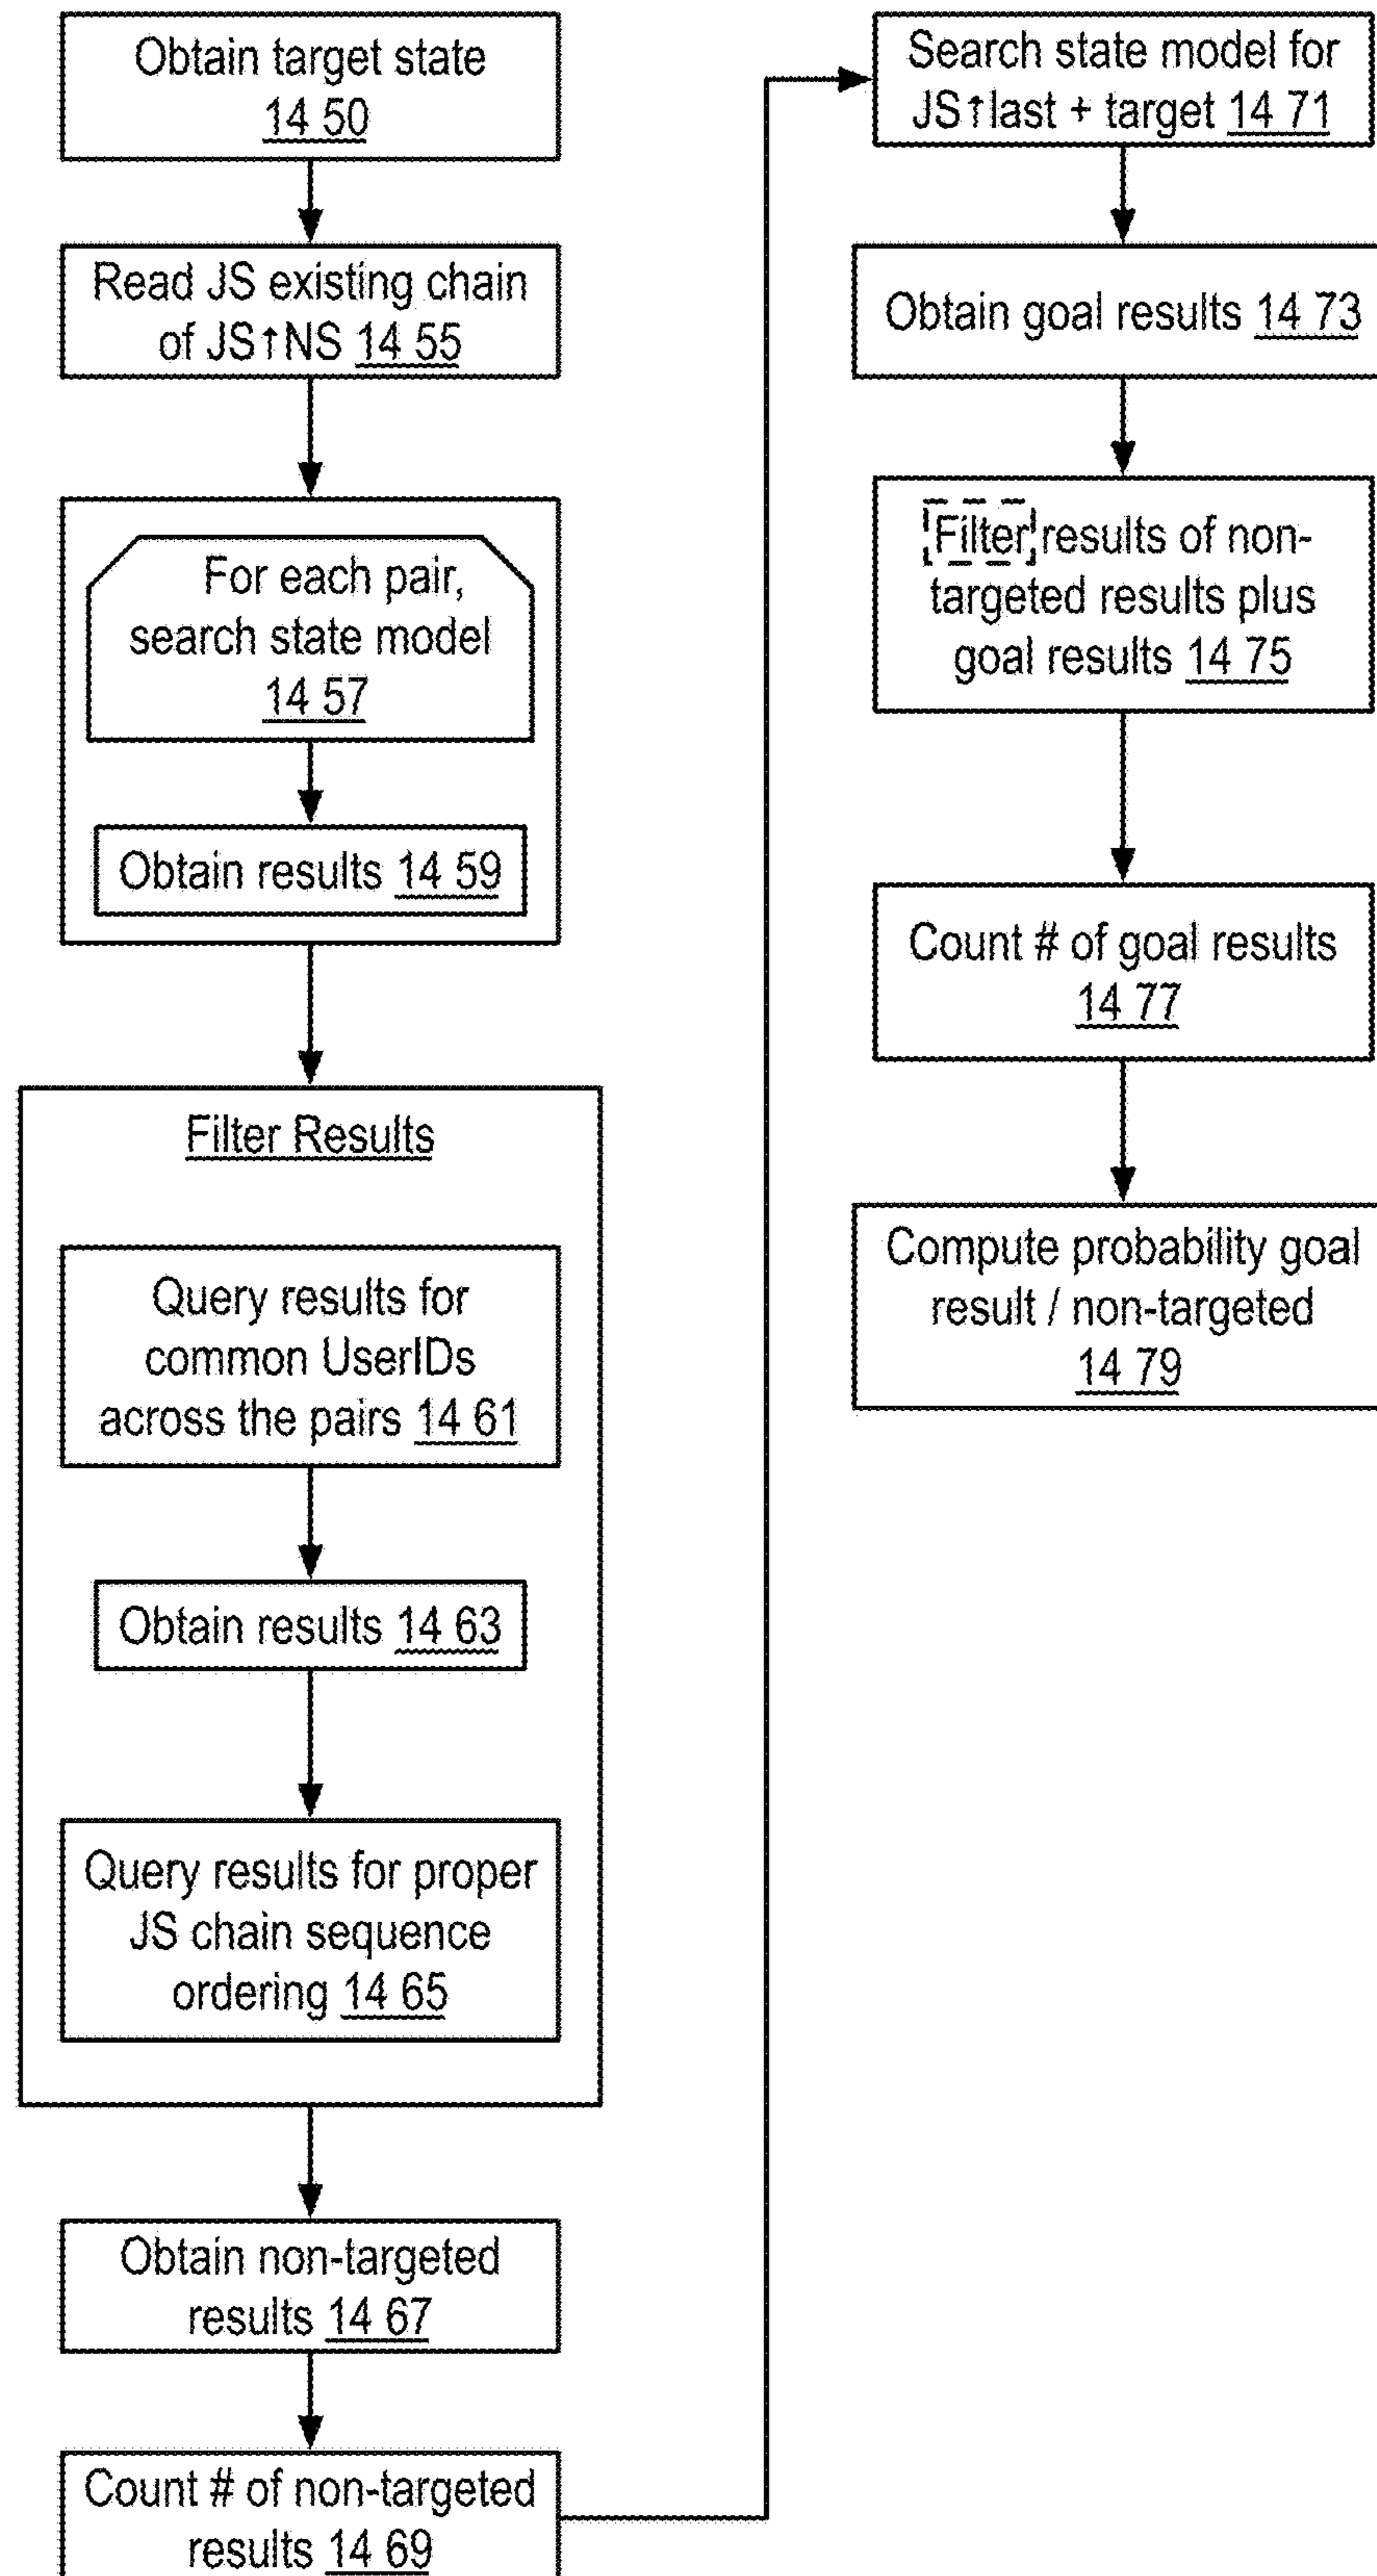 Obtain target state
14 50
Read JS existing chain
of JS↑NS 14 55
For each pair,
search state model
14 57
Obtain results 14 59
Filter Results
Query results for
common UserIDs
across the pairs 14 61
Obtain results 14 63
Query results for proper
JS chain sequence
ordering 14 65
Obtain non-targeted
results 14 67
Count # of non-targeted
results 14 69
Search state model for
JS↑last + target 14 71
Obtain goal results 14 73
Filter results of non-
targeted results plus
goal results 14 75
Count # of goal results
14 77
Compute probability goal
result / non-targeted
14 79